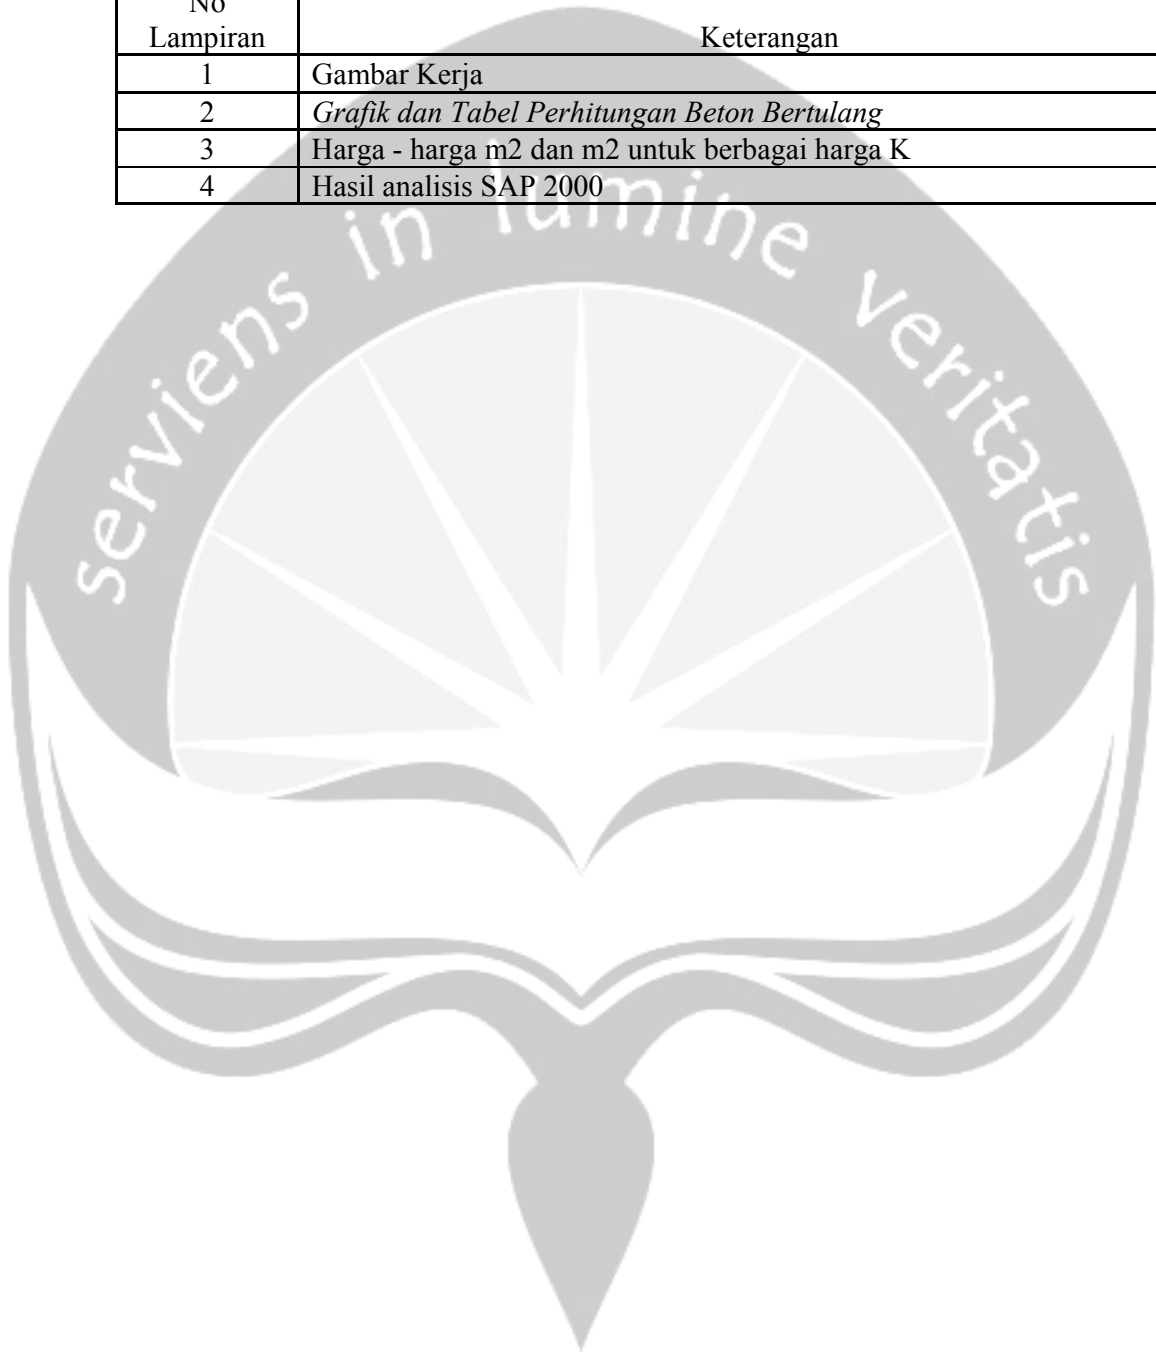 No
Lampiran Keterangan
1 Gambar Kerja
2 Grafik dan Tabel Perhitungan Beton Bertulang
3 Harga - harga m2 dan m2 untuk berbagai harga K
4 Hasil analisis SAP 2000
serviens in lumine veritatis